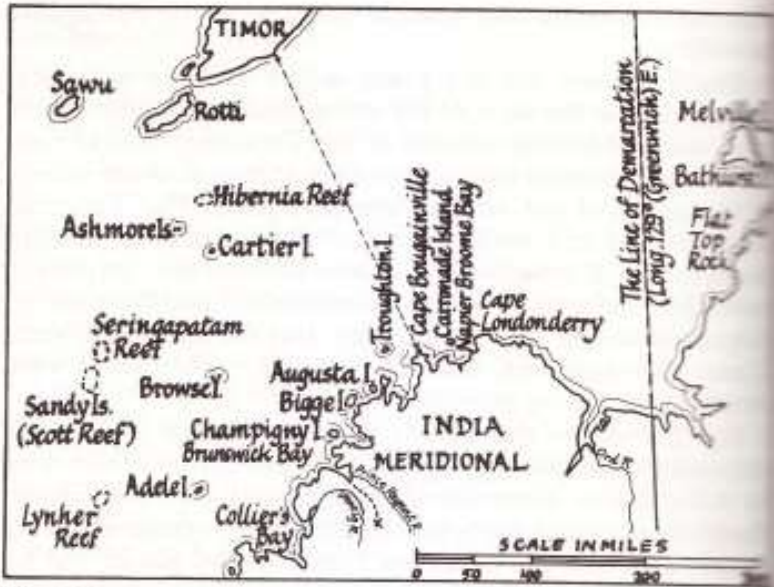 TIMOR
Sawu
Rotti
Hibernia Reef
Ashmore Is
Cartier I.
Seringapatam
Reef
Sandy Is.
(Scott Reef)
Browse I.
Lynher
Reef
Adele I.
Troughton I.
Cape Bougainville
Carronade Island
Napier Broome Bay
Cape
Londonderry
Augusta I.
Bigge I.
Champigny I.
Brunswick Bay
Collier's
Bay
INDIA
MERIDIONAL
The Line of Demarcation
(Long. 129° (Greenwich) E.)
Flat
Top
Rock
SCALE IN MILES
0 50 100 200